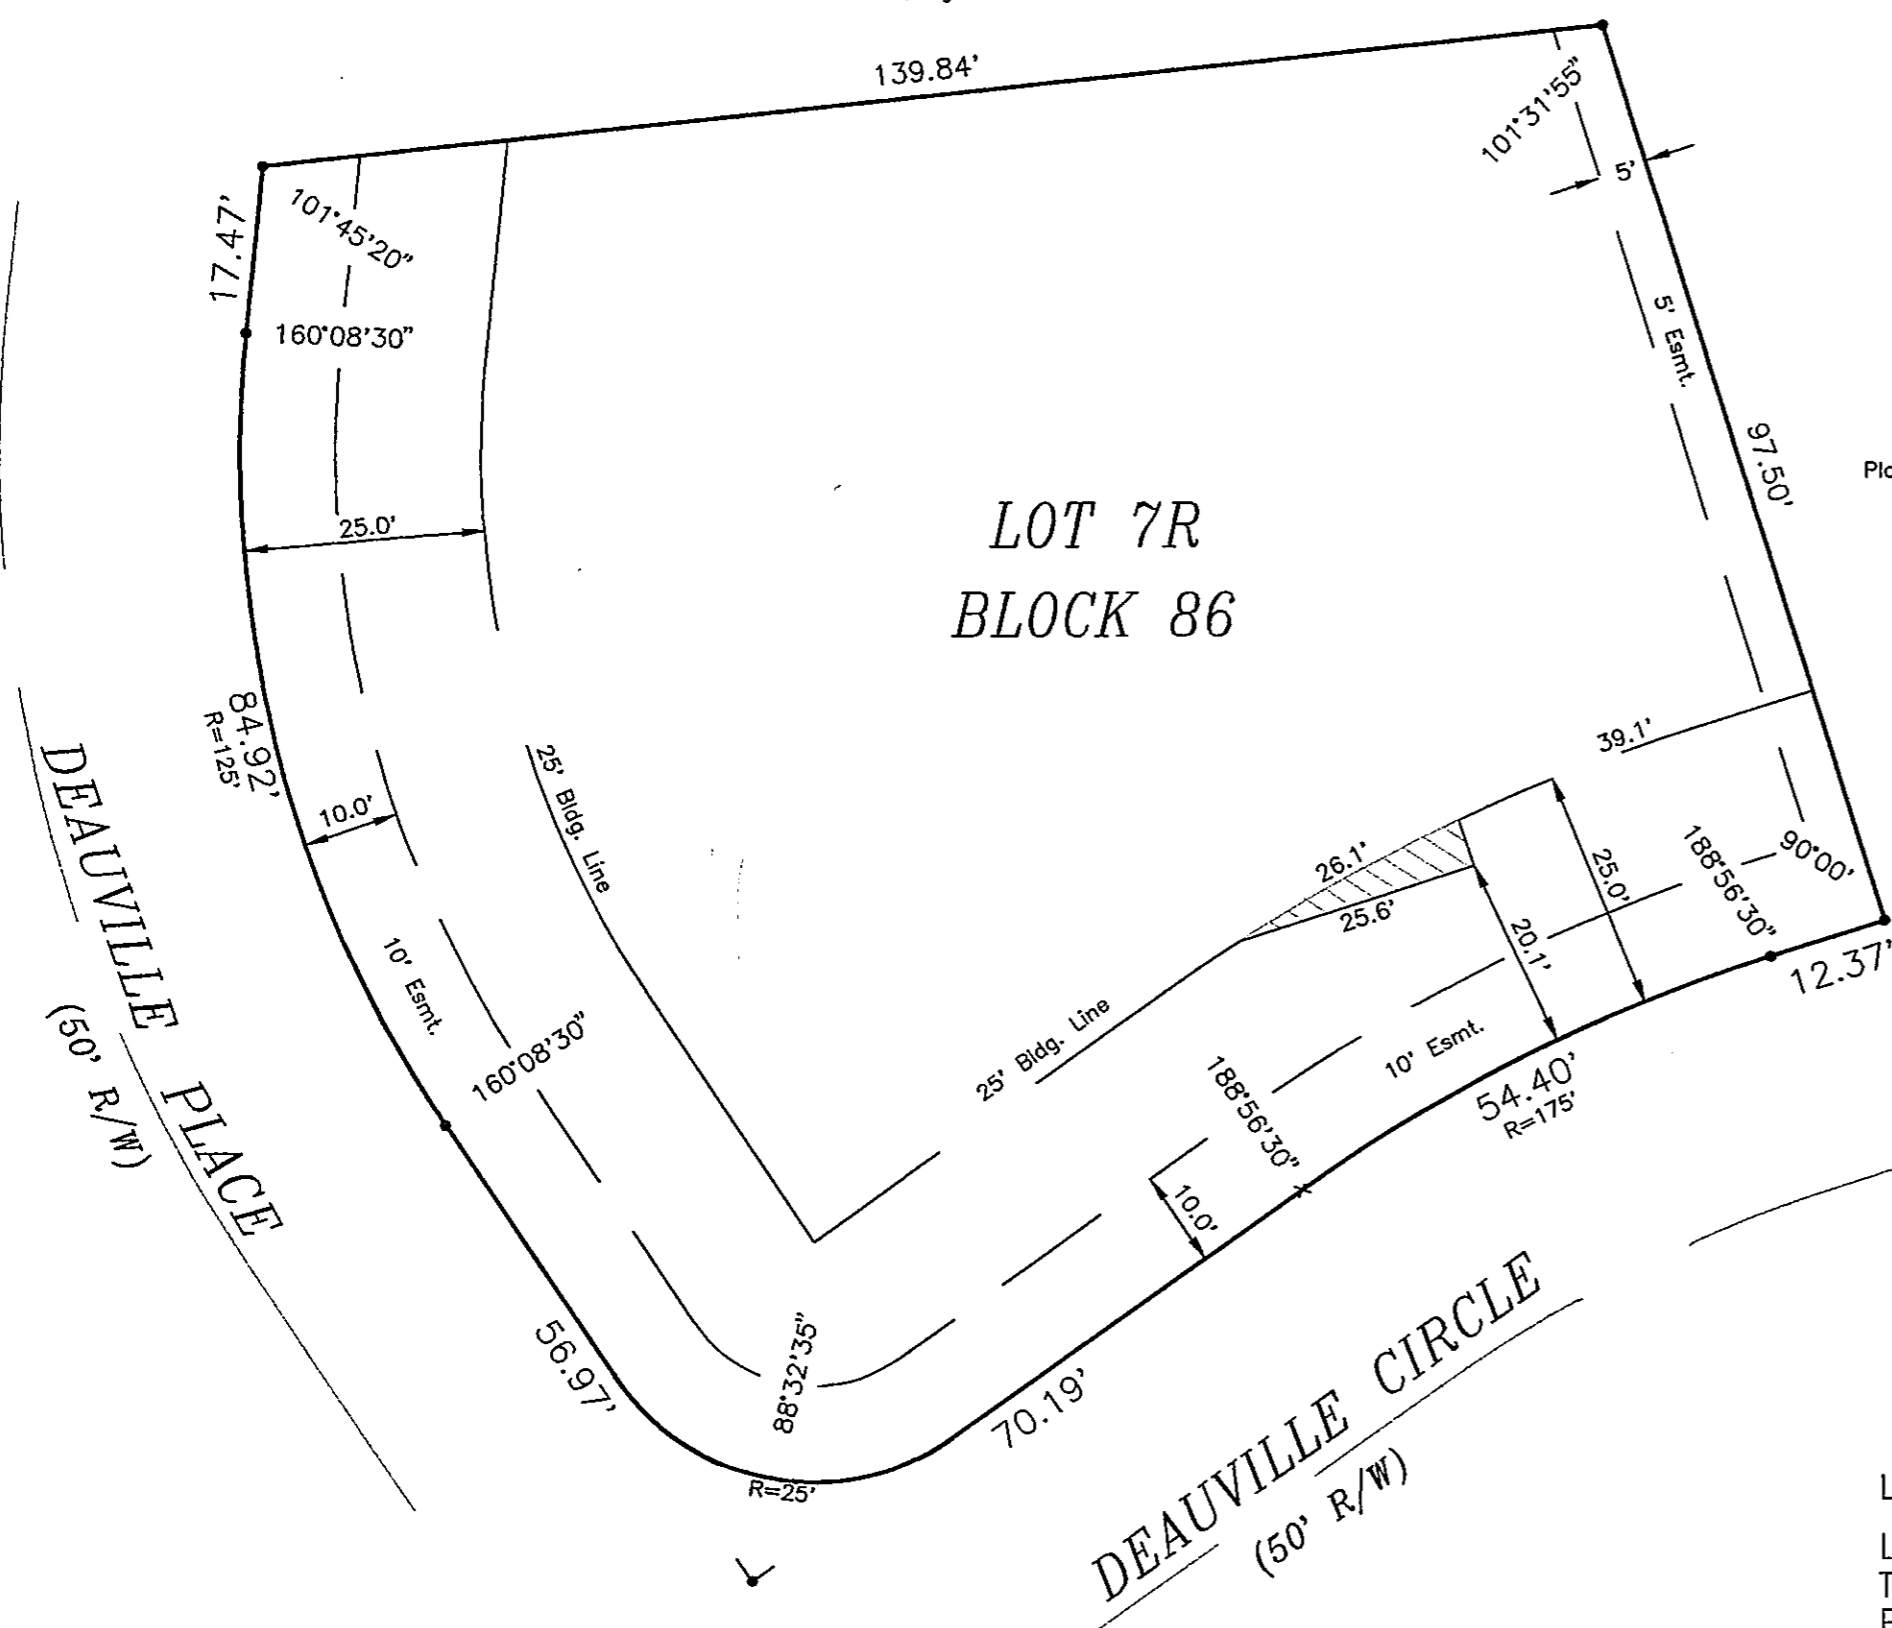 139.84'
101°31'55"
5'
17.47'
101°45'20"
160°08'30"
5' Esmt.
97.50'
25.0'
LOT 7R
BLOCK 86
84.92'
R=125'
10.0'
25' Bldg. Line
39.1'
26.1'
25.6'
25.0'
20.1'
188°56'30"
90°00'
12.37'
DEAUVILLE PLACE
(50' R/W)
10' Esmt.
160°08'30"
25' Bldg. Line
10' Esmt.
54.40'
R=175'
188°56'30"
10.0'
56.97'
88°32'35"
R=25'
70.19'
DEAUVILLE CIRCLE
(50' R/W)